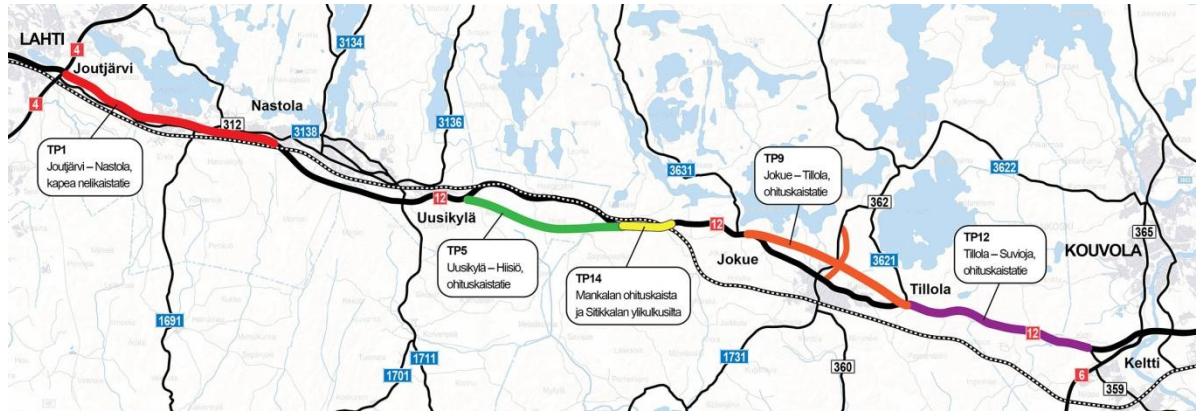 LAHTI
4
Joutjärvi
4
TP1
Joutjärvi – Nastola,
kapea nelikaistatie
312
Nastola
3134
3138
3136
1691
Uusikylä
12
TP5
Uusikylä – Hiisiö,
ohituskaistatie
1711
1701
TP14
Mankalan ohituskaista
ja Sitikkalan ylikulkusilta
3631
12
Jokue
TP9
Jokue – Tillola,
ohituskaistatie
362
3621
Tillola
1731
360
3622
TP12
Tillola – Suvioja,
ohituskaistatie
12
365
KOUVOLA
Keltti
6
359